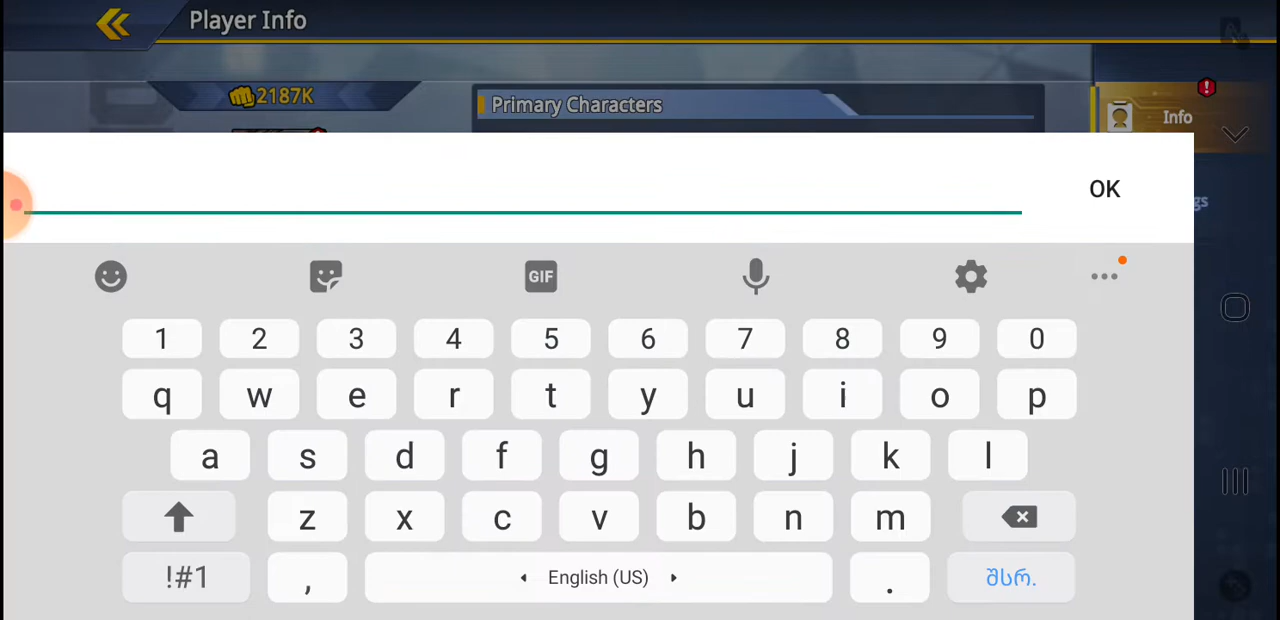 Player Info
2187K
Primary Characters
Info
gs
OK
GIF
1 2 3 4 5 6 7 8 9 0
q w e r t y u i o p
a s d f g h j k l
z x c v b n m
!#1 , English (US) . შსრ.